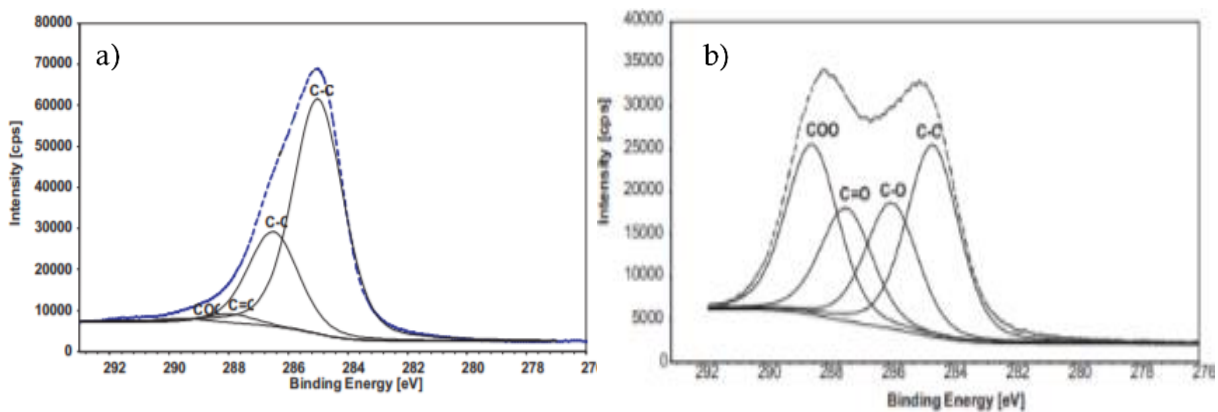 a)
Intensity [cps]
80000
70000
60000
50000
40000
30000
20000
10000
0
C-C
C-C
COC
C=C
292 290 288 286 284 282 280 278 276
Binding Energy [eV]
b)
Intensity [cps]
40000
35000
30000
25000
20000
15000
10000
5000
0
COO
C=O
C-O
C-C
292 290 288 286 284 282 280 278 276
Binding Energy [eV]